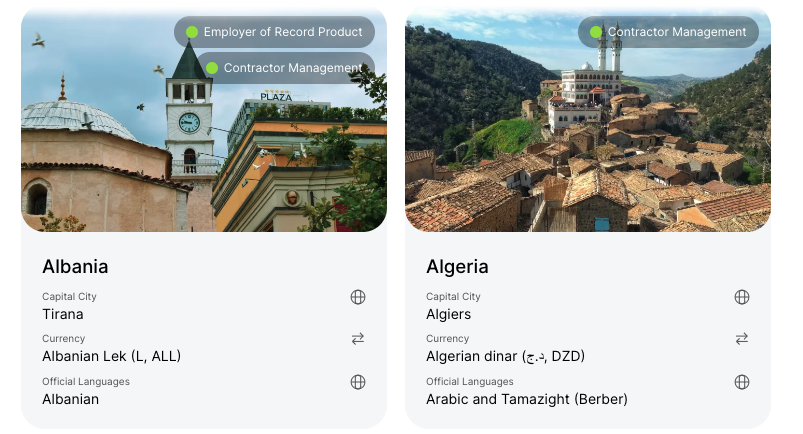 Employer of Record Product
Contractor Management
PLAZA
Albania
Capital City
Tirana
Currency
Albanian Lek (L, ALL)
Official Languages
Albanian
Contractor Management
Algeria
Capital City
Algiers
Currency
Algerian dinar (د.ج, DZD)
Official Languages
Arabic and Tamazight (Berber)